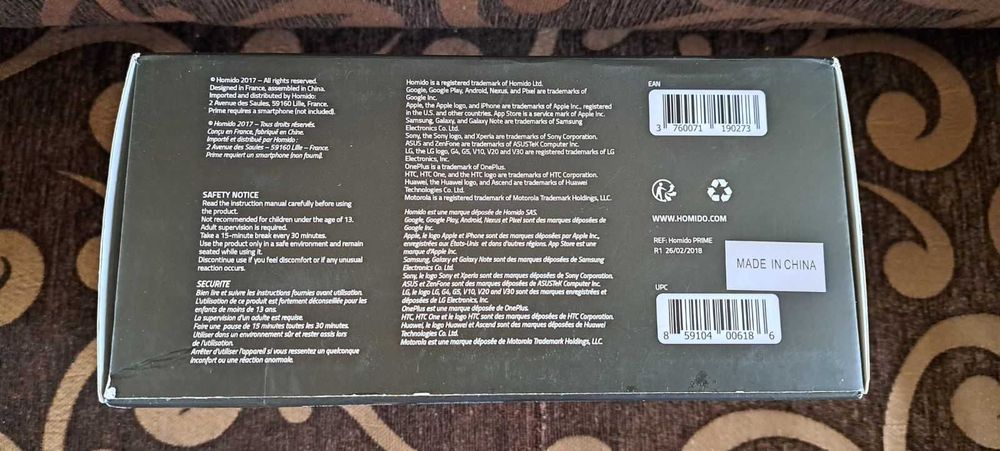 © Homido 2017 – All rights reserved.
Designed in France, assembled in China.
Imported and distributed by Homido:
2 Avenue des Saules, 59160 Lille, France.
Prime requires a smartphone (not included).
© Homido 2017 – Tous droits réservés.
Conçu en France, fabriqué en Chine.
Importé et distribué par Homido :
2 Avenue des Saules – 59160 Lille – France.
Prime requiert un smartphone (non fourni).
SAFETY NOTICE
Read the instruction manual carefully before using
the product.
Not recommended for children under the age of 13.
Adult supervision is required.
Take a 15-minute break every 30 minutes.
Use the product only in a safe environment and remain
seated while using it.
Discontinue use if you feel discomfort or if any unusual
reaction occurs.
SECURITE
Bien lire et suivre les instructions fournies avant utilisation.
L'utilisation de ce produit est fortement déconseillée pour les
enfants de moins de 13 ans.
La supervision d'un adulte est requise.
Faire une pause de 15 minutes toutes les 30 minutes.
Utiliser dans un environnement sûr et rester assis lors
de l'utilisation.
Arrêter d'utiliser l'appareil si vous ressentez un quelconque
inconfort ou une réaction anormale.
Homido is a registered trademark of Homido Ltd.
Google, Google Play, Android, Nexus, and Pixel are trademarks of
Google Inc.
Apple, the Apple logo, and iPhone are trademarks of Apple Inc., registered
in the U.S. and other countries. App Store is a service mark of Apple Inc.
Samsung, Galaxy, and Galaxy Note are trademarks of Samsung
Electronics Co. Ltd.
Sony, the Sony logo, and Xperia are trademarks of Sony Corporation.
ASUS and ZenFone are trademarks of ASUSTeK Computer Inc.
LG, the LG logo, G4, G5, V10, V20 and V30 are registered trademarks of LG
Electronics, Inc.
OnePlus is a trademark of OnePlus.
HTC, HTC One, and the HTC logo are trademarks of HTC Corporation.
Huawei, the Huawei logo, and Ascend are trademarks of Huawei
Technologies Co. Ltd.
Motorola is a registered trademark of Motorola Trademark Holdings, LLC.
Homido est une marque déposée de Homido SAS.
Google, Google Play, Android, Nexus et Pixel sont des marques déposées de
Google Inc.
Apple, le logo Apple et iPhone sont des marques déposées par Apple Inc.,
enregistrées aux États-Unis et dans d'autres régions. App Store est une
marque d'Apple Inc.
Samsung, Galaxy et Galaxy Note sont des marques déposées de Samsung
Electronics Co. Ltd.
Sony, le logo Sony et Xperia sont des marques déposées de Sony Corporation.
ASUS et ZenFone sont des marques déposées de ASUSTeK Computer Inc.
LG, le logo LG, G4, G5, V10, V20 and V30 sont des marques enregistrées et
déposées de LG Electronics, Inc.
OnePlus est une marque déposée de OnePlus.
HTC, HTC One et le logo HTC sont des marques déposées de HTC Corporation.
Huawei, le logo Huawei et Ascend sont des marques déposées de Huawei
Technologies Co. Ltd.
Motorola est une marque déposée de Motorola Trademark Holdings, LLC.
EAN
3 760071 190273
WWW.HOMIDO.COM
REF: Homido PRIME
R1 26/02/2018
MADE IN CHINA
UPC
8 59104 00618 6